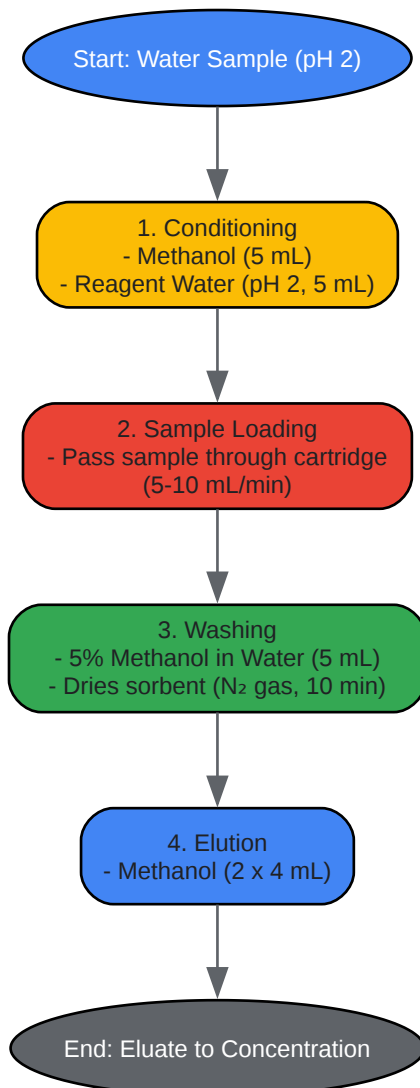 Start: Water Sample (pH 2)
1. Conditioning
- Methanol (5 mL)
- Reagent Water (pH 2, 5 mL)
2. Sample Loading
- Pass sample through cartridge
(5-10 mL/min)
3. Washing
- 5% Methanol in Water (5 mL)
- Dries sorbent (N₂ gas, 10 min)
4. Elution
- Methanol (2 x 4 mL)
End: Eluate to Concentration